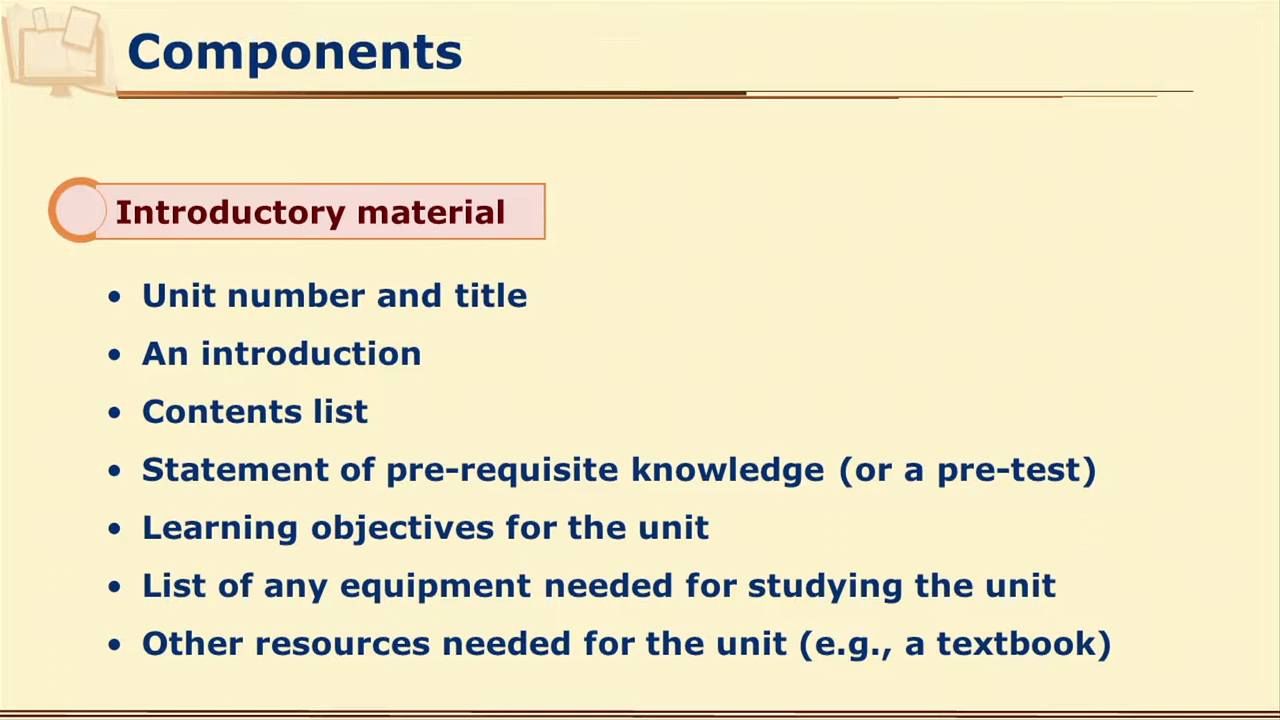 Components
Introductory material
• Unit number and title
• An introduction
• Contents list
• Statement of pre-requisite knowledge (or a pre-test)
• Learning objectives for the unit
• List of any equipment needed for studying the unit
• Other resources needed for the unit (e.g., a textbook)